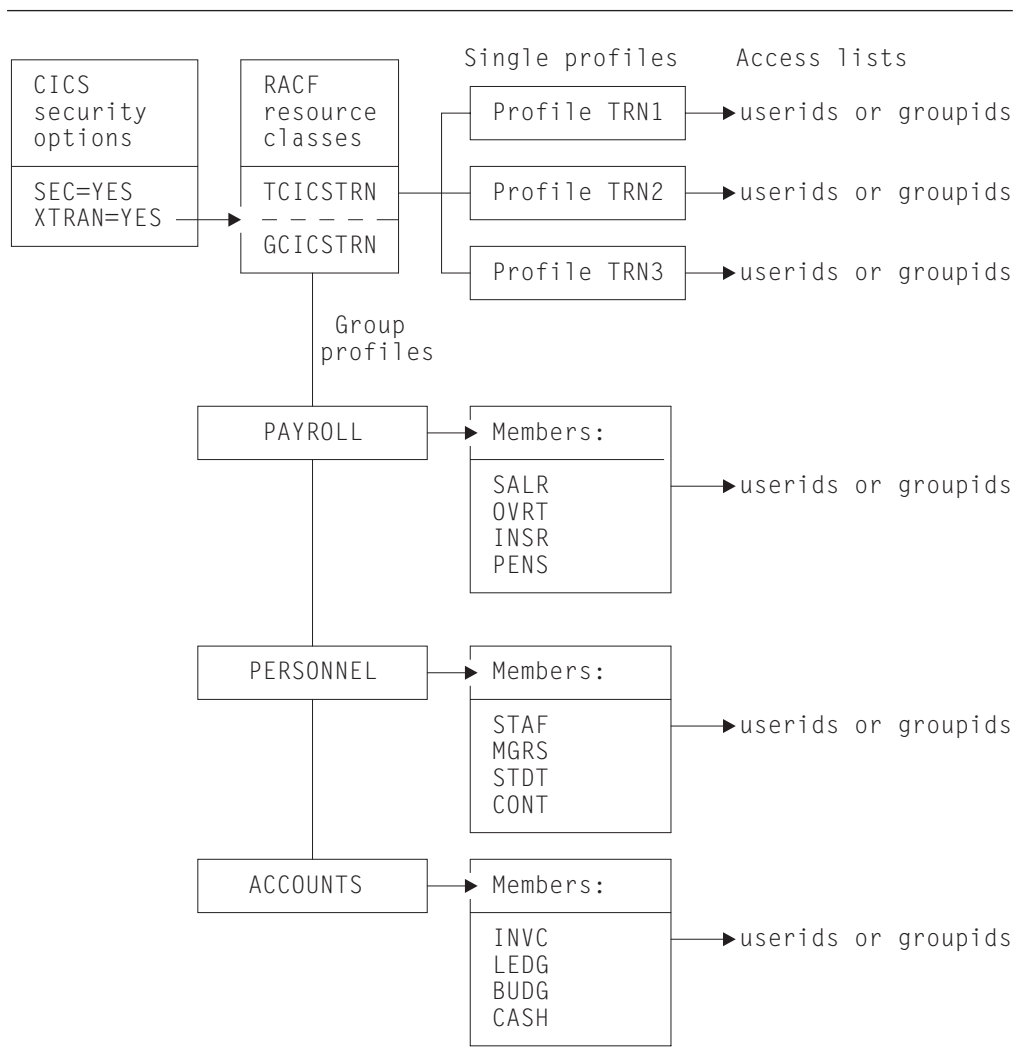 Single profiles
Access lists
CICS
security
options
SEC=YES
XTRAN=YES
RACF
resource
classes
TCICSTRN
GCICSTRN
Profile TRN1
userids or groupids
Profile TRN2
userids or groupids
Profile TRN3
userids or groupids
Group
profiles
PAYROLL
Members:
SALR
OVRT
INSR
PENS
userids or groupids
PERSONNEL
Members:
STAF
MGRS
STDT
CONT
userids or groupids
ACCOUNTS
Members:
INVC
LEDG
BUDG
CASH
userids or groupids